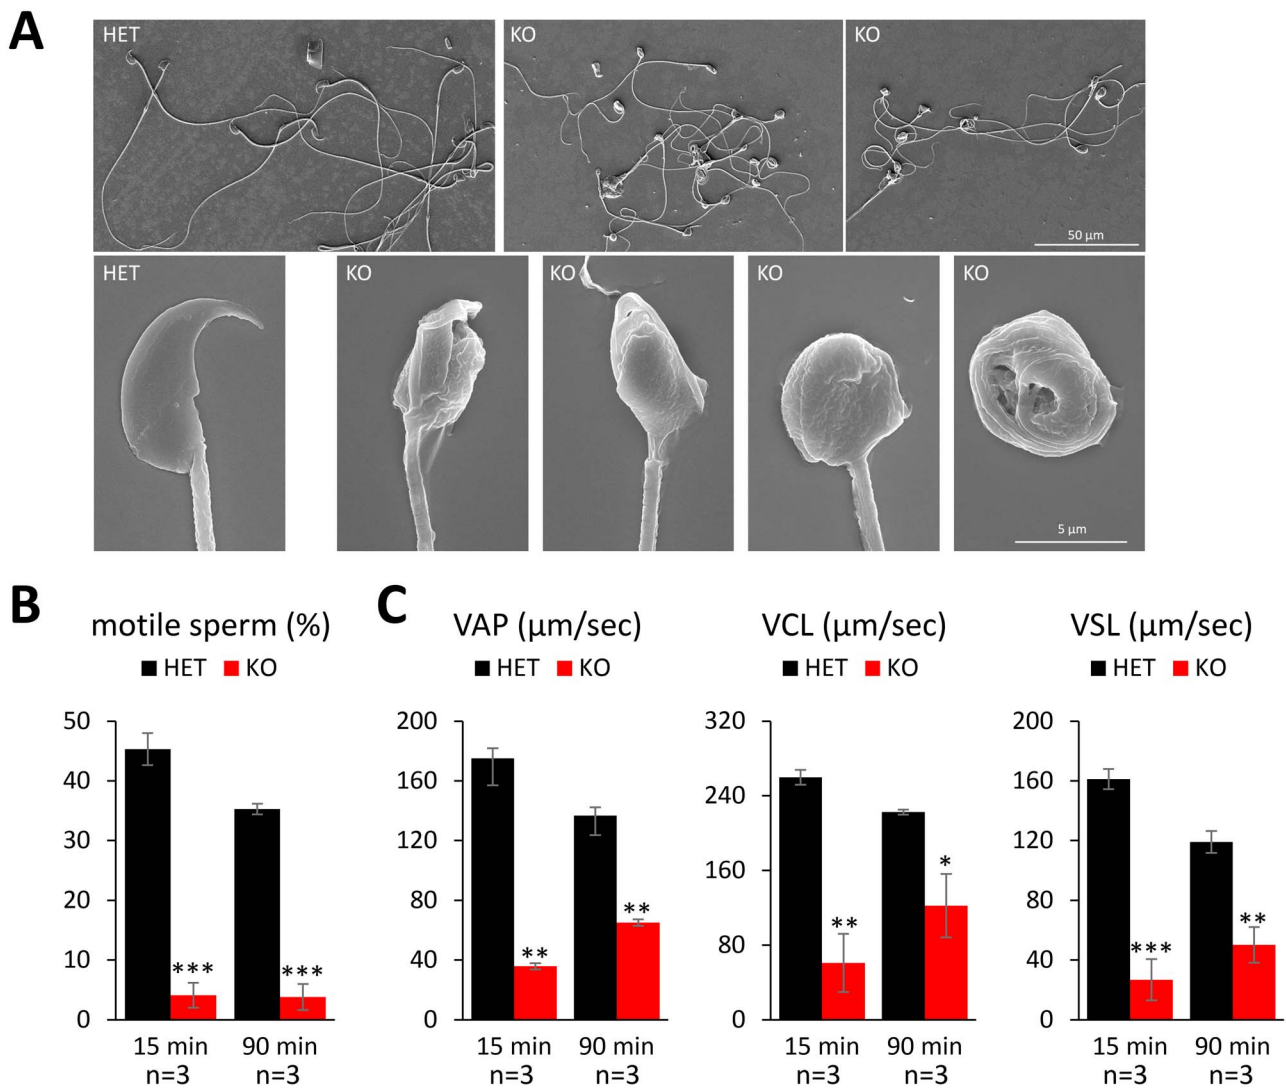 A
HET
KO
KO
50 µm
HET
KO
KO
KO
KO
5 µm
B
motile sperm (%)
HET KO
50
40
30
20
10
0
***
***
15 min
n=3
90 min
n=3
C
VAP (µm/sec)
HET KO
200
160
120
80
40
0
**
**
15 min
n=3
90 min
n=3
VCL (µm/sec)
HET KO
320
240
160
80
0
**
*
15 min
n=3
90 min
n=3
VSL (µm/sec)
HET KO
200
160
120
80
40
0
***
**
15 min
n=3
90 min
n=3